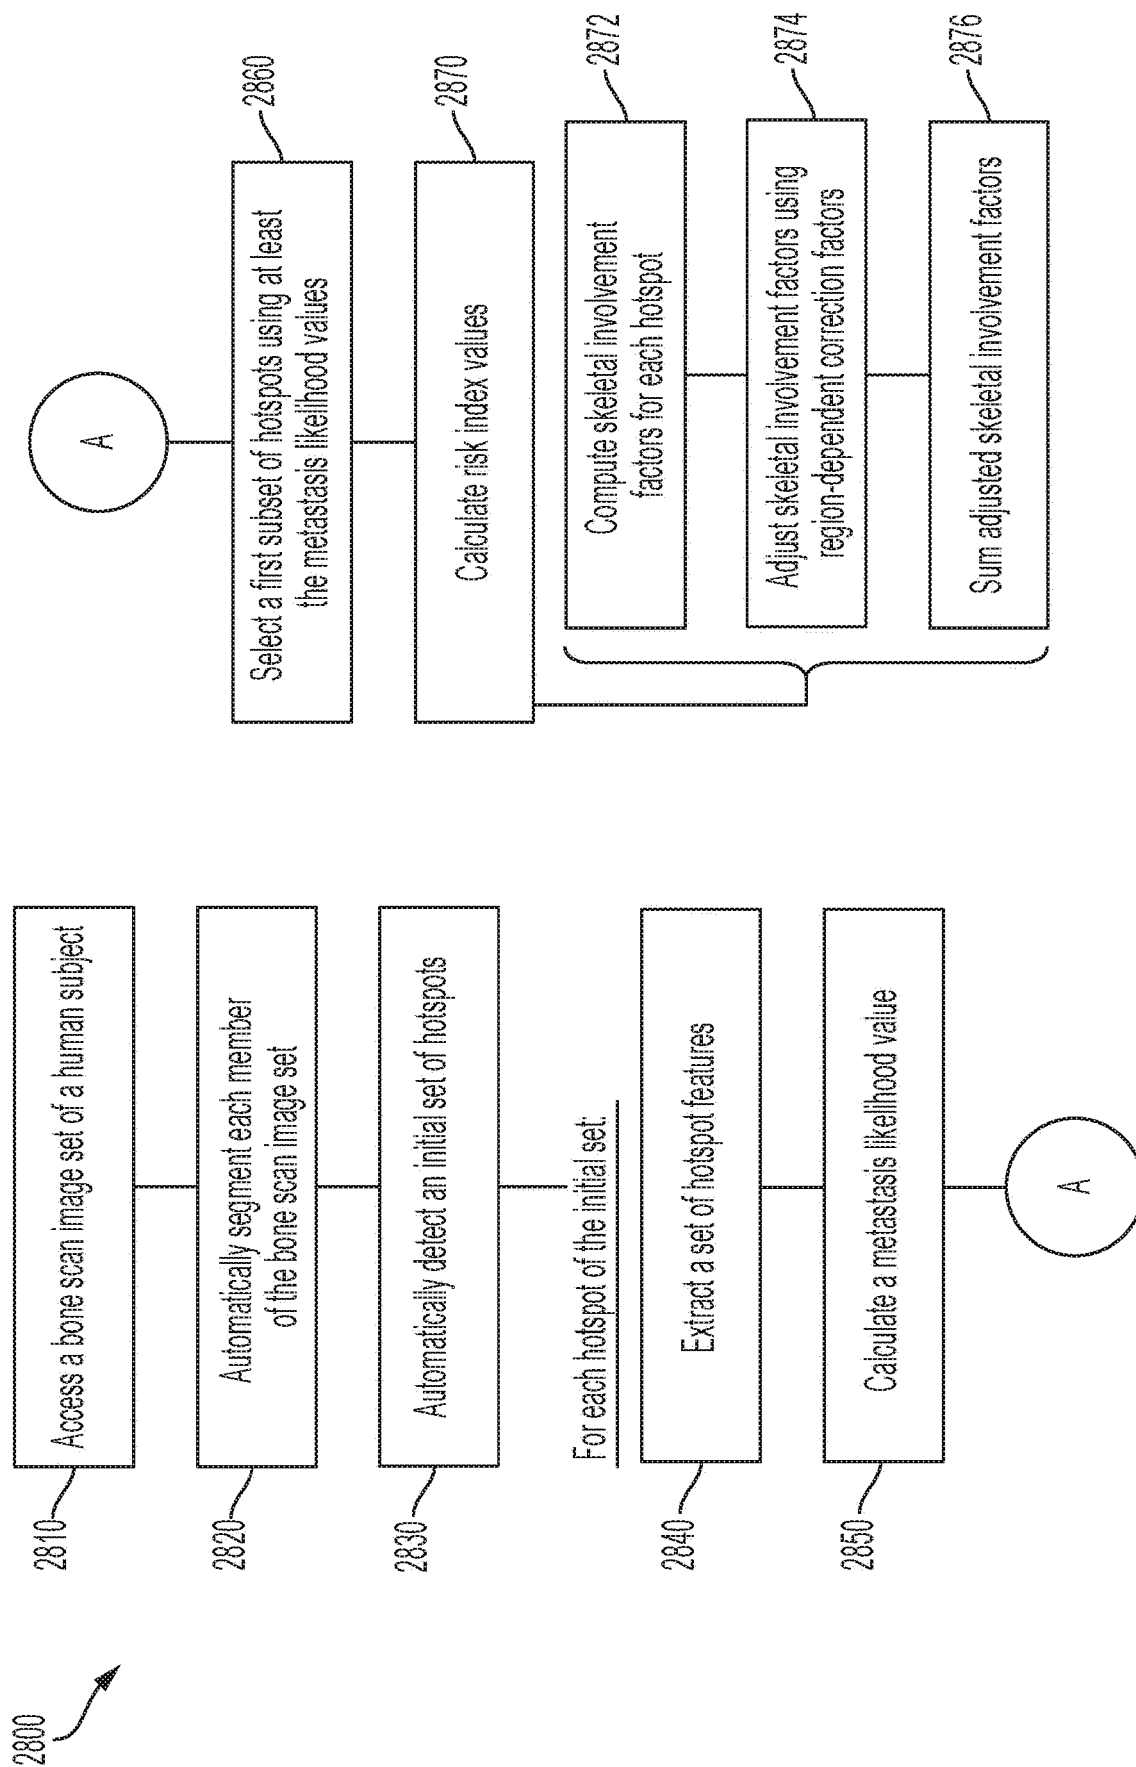 2800
2810
Access a bone scan image set of a human subject
2820
Automatically segment each member
of the bone scan image set
2830
Automatically detect an initial set of hotspots
For each hotspot of the initial set:
2840
Extract a set of hotspot features
2850
Calculate a metastasis likelihood value
A
A
2860
Select a first subset of hotspots using at least
the metastasis likelihood values
2870
Calculate risk index values
2872
Compute skeletal involvement
factors for each hotspot
2874
Adjust skeletal involvement factors using
region-dependent correction factors
2876
Sum adjusted skeletal involvement factors